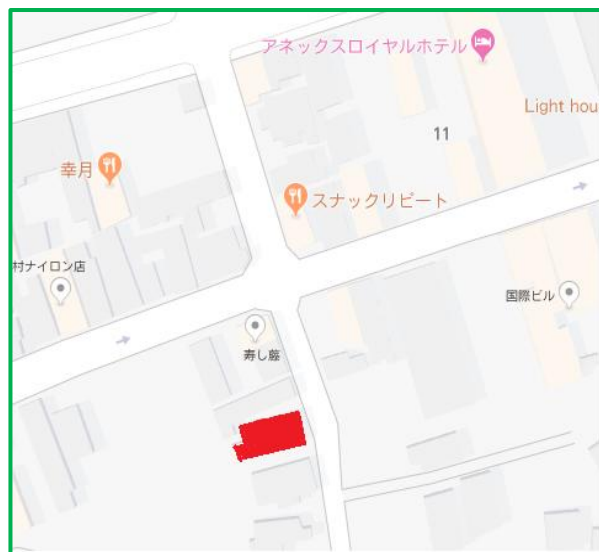 アネックスロイヤルホテル
Light hou
11
幸月
スナックリピート
村ナイロン店
国際ビル
寿し藤